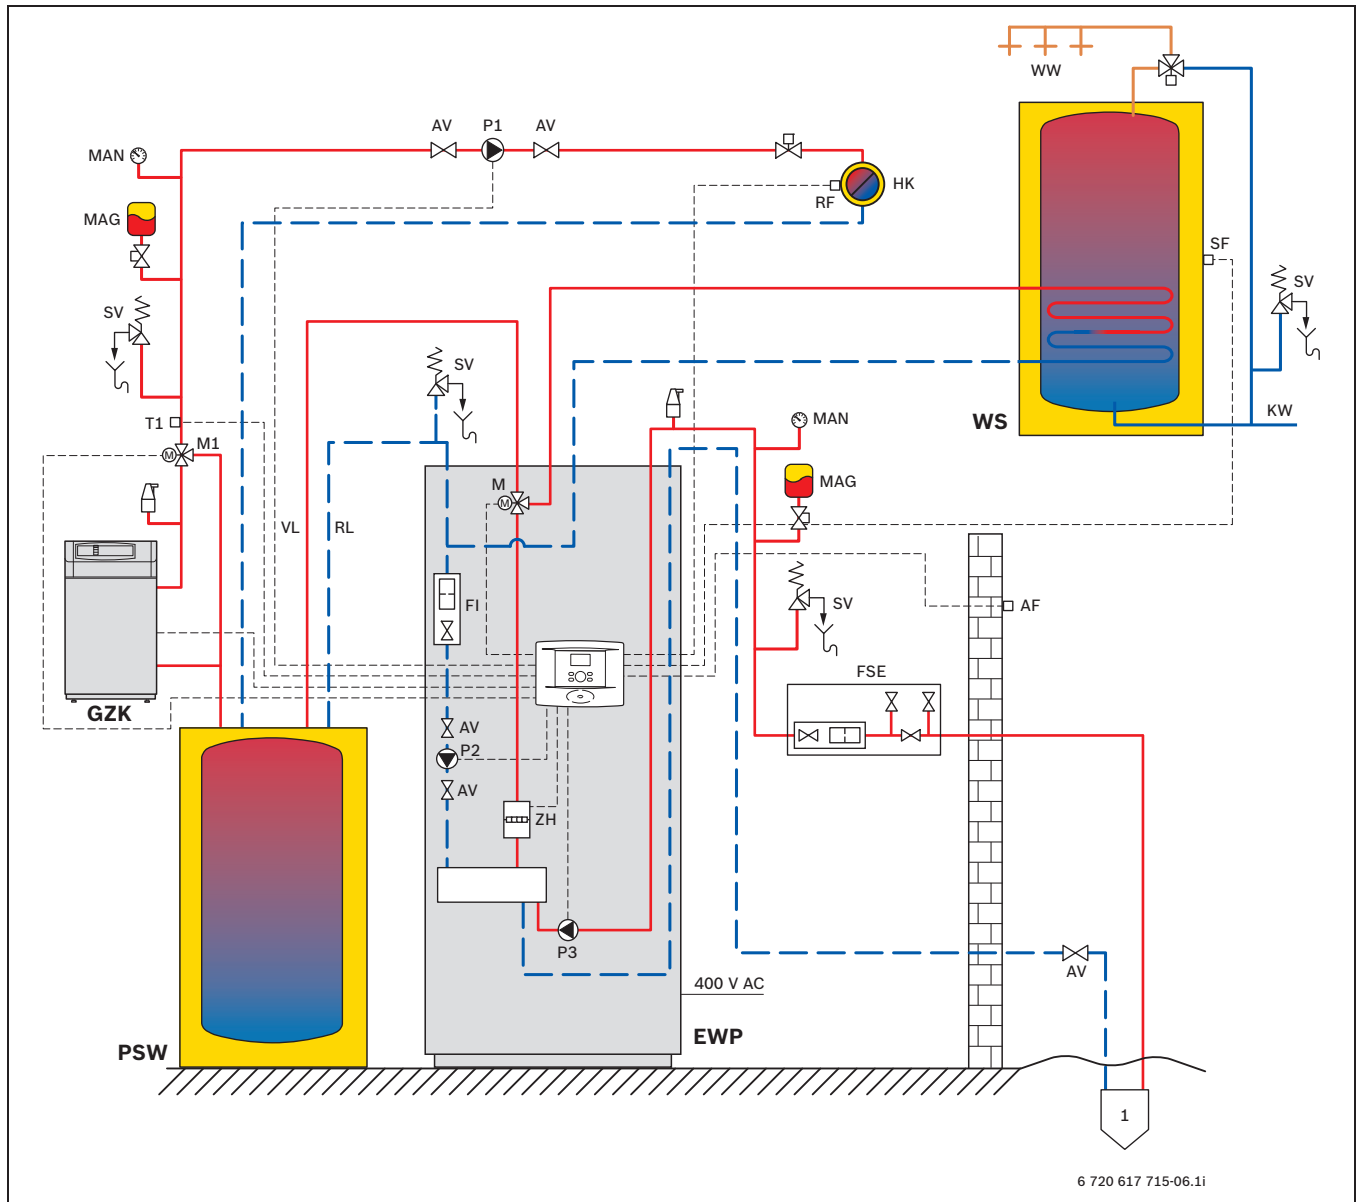 WW
AV
P1
AV
MAN
HK
RF
MAG
SF
SV
SV
SV
WS
KW
T1
M1
M
M
M
MAN
MAG
VL
RL
FI
SV
AF
FSE
GZK
AV
P2
AV
ZH
P3
AV
400 V AC
EWP
PSW
1
6 720 617 715-06.1i